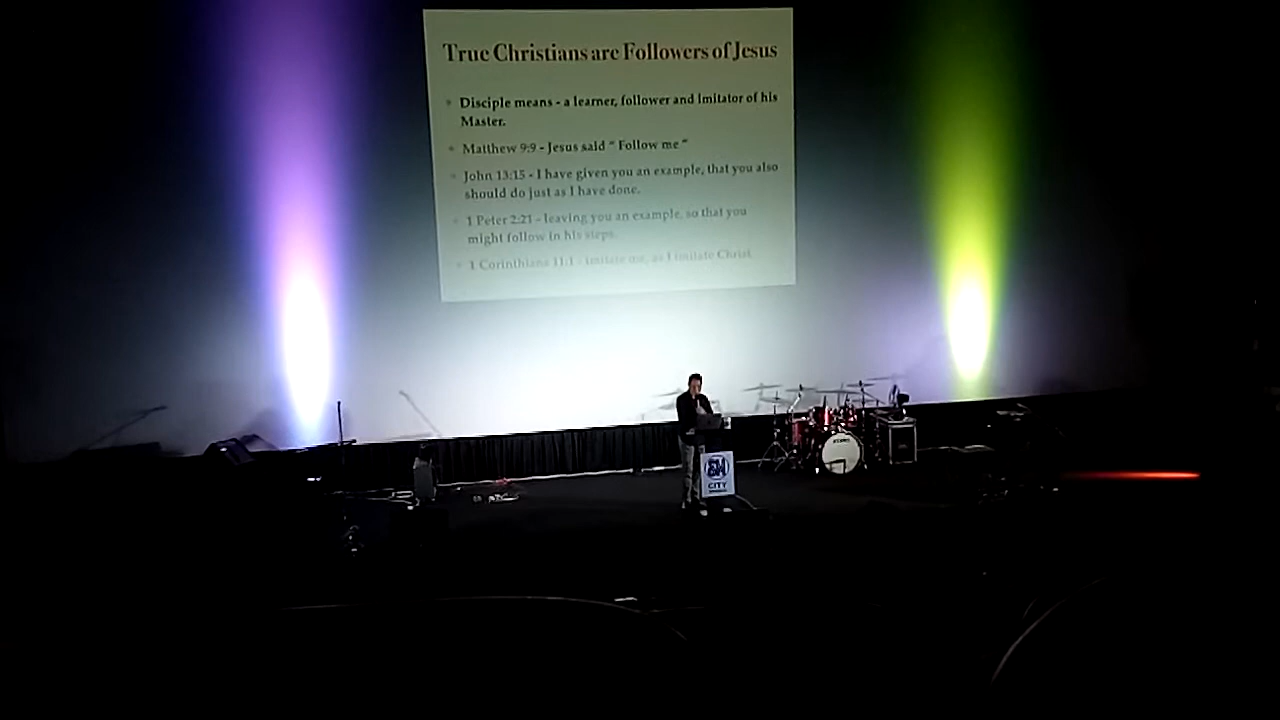 True Christians are Followers of Jesus
Disciple means - a learner, follower and imitator of his
Master.
Matthew 9:9 - Jesus said " Follow me "
John 13:15 - I have given you an example, that you also
should do just as I have done.
1 Peter 2:21 - leaving you an example, so that you
might follow in his steps.
1 Corinthians 11:1 - imitate me, as I imitate Christ.
SM
CITY